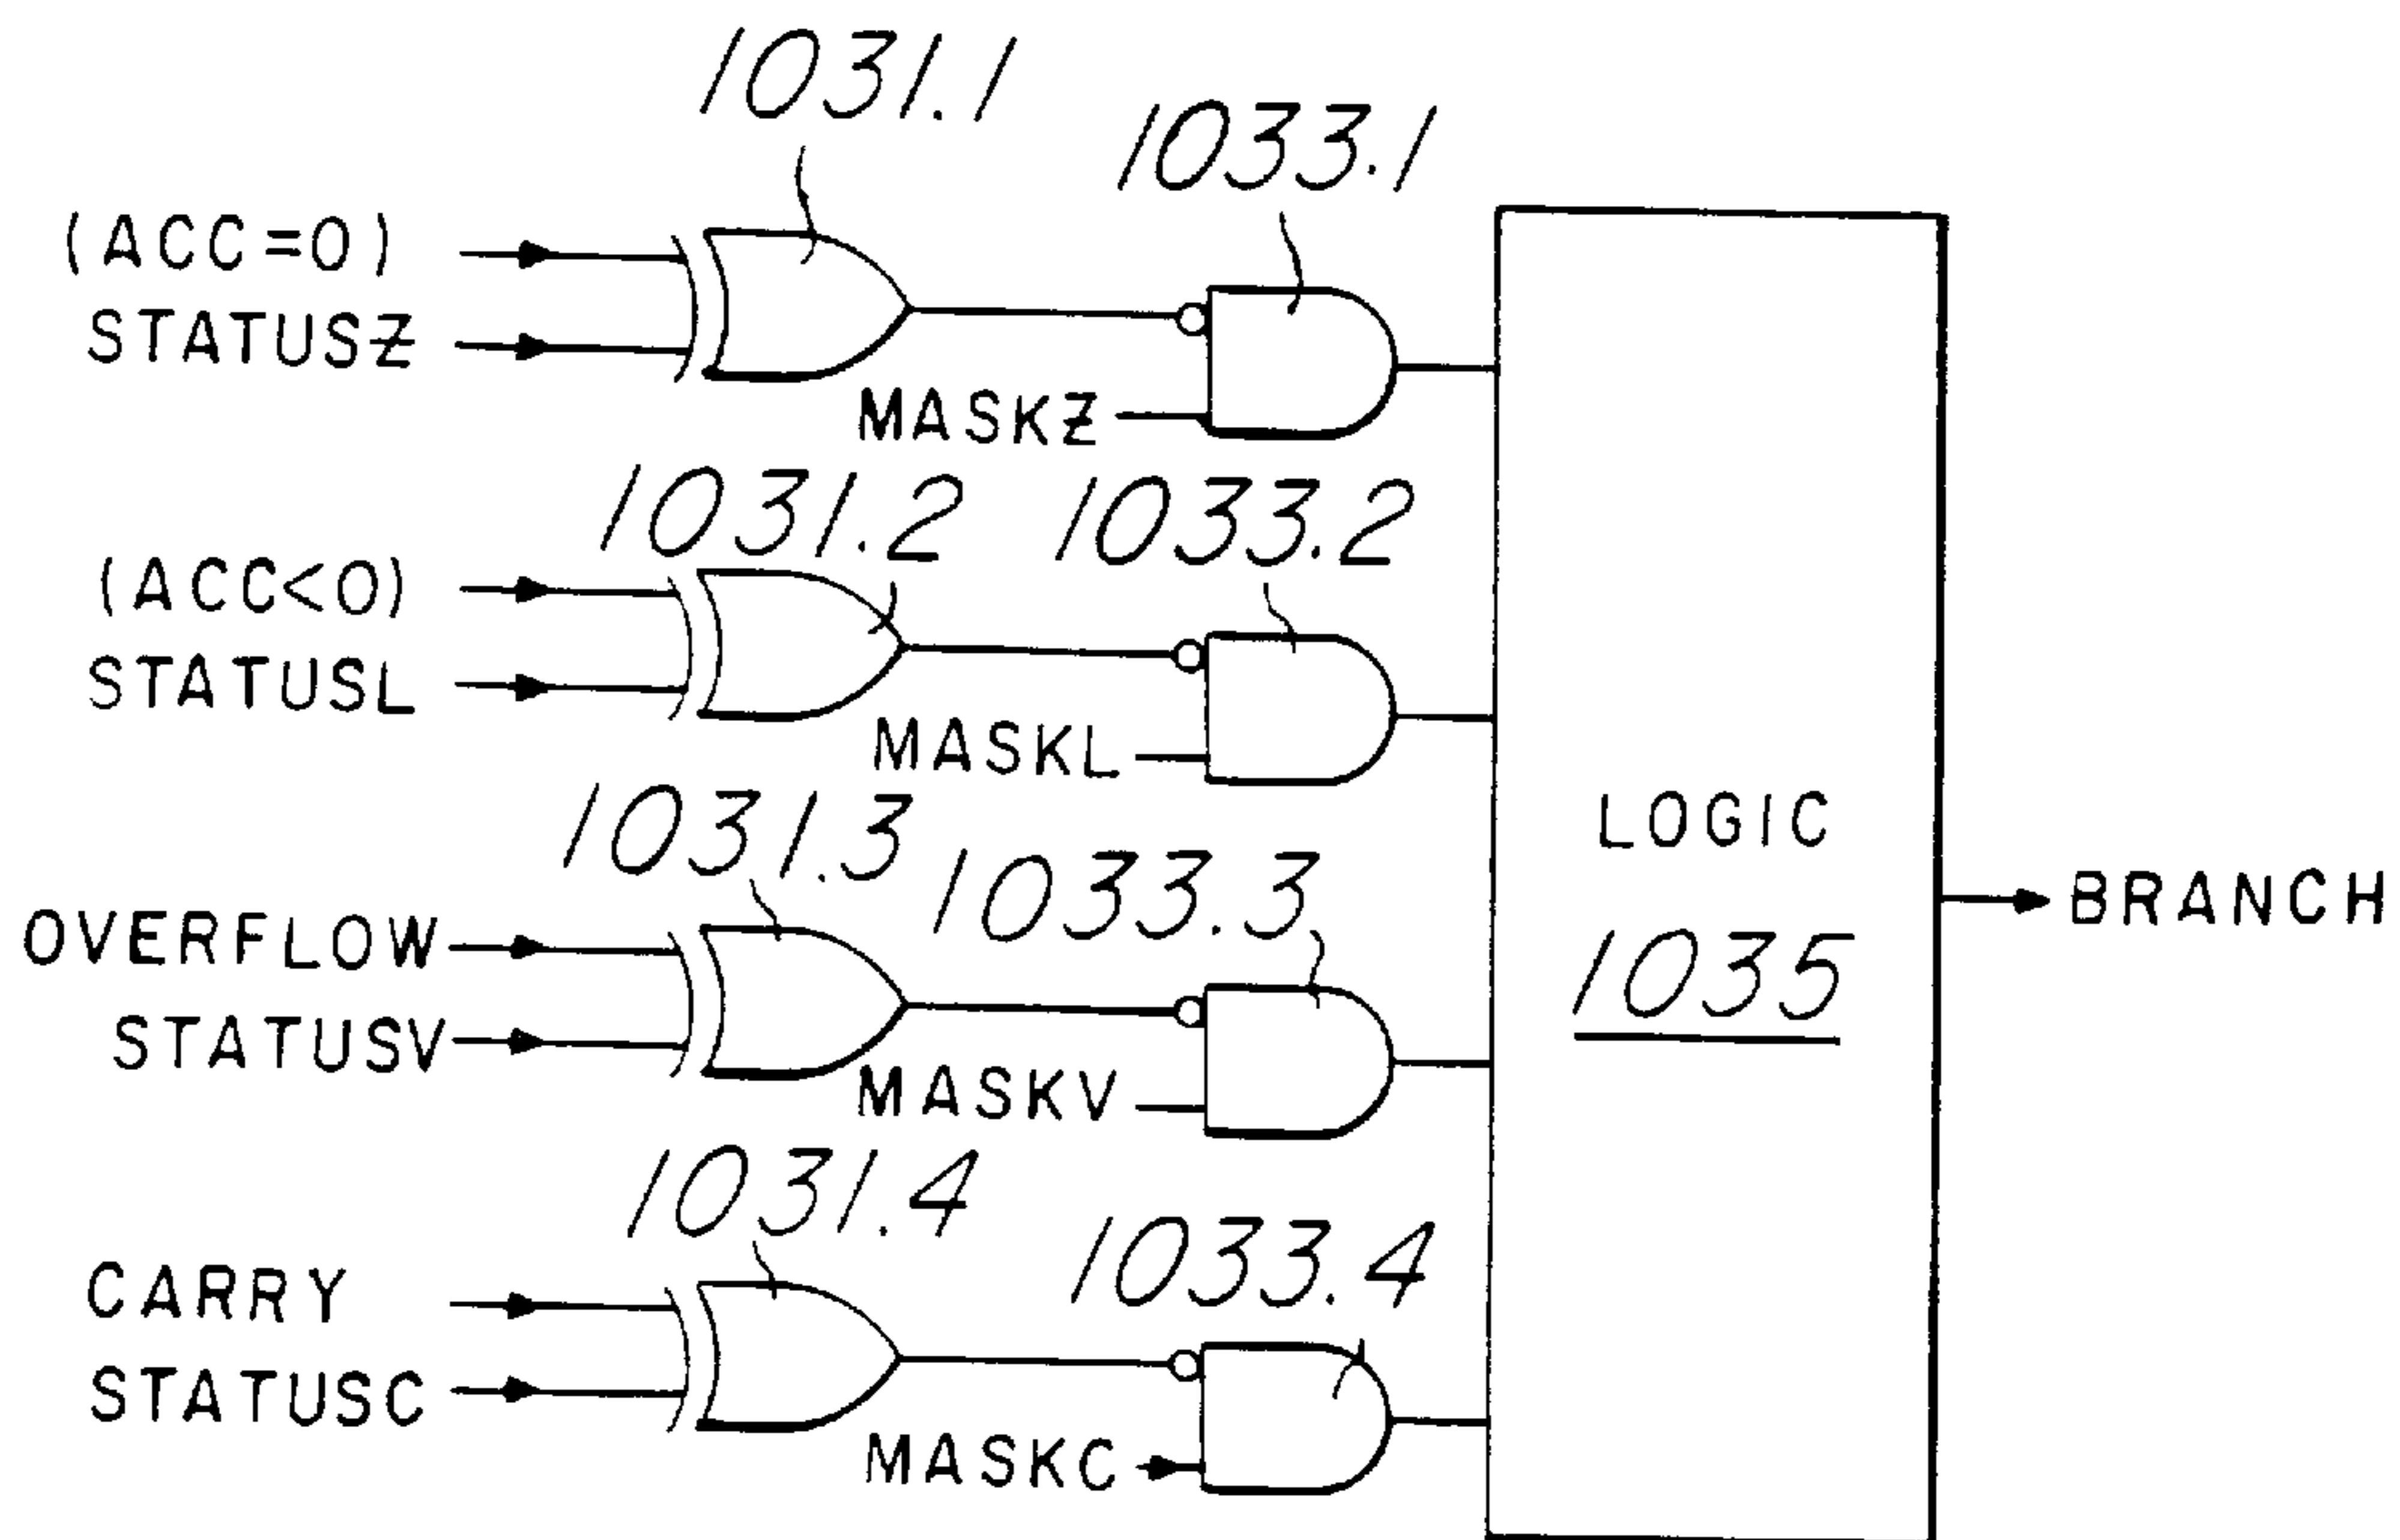 1031.1
1033.1
(ACC=0)
STATUSZ
MASKZ
1031.2
1033.2
(ACC<0)
STATUSL
MASKL
1031.3
1033.3
LOGIC
1035
BRANCH
OVERFLOW
STATUSV
MASKV
1031.4
1033.4
CARRY
STATUSC
MASKC